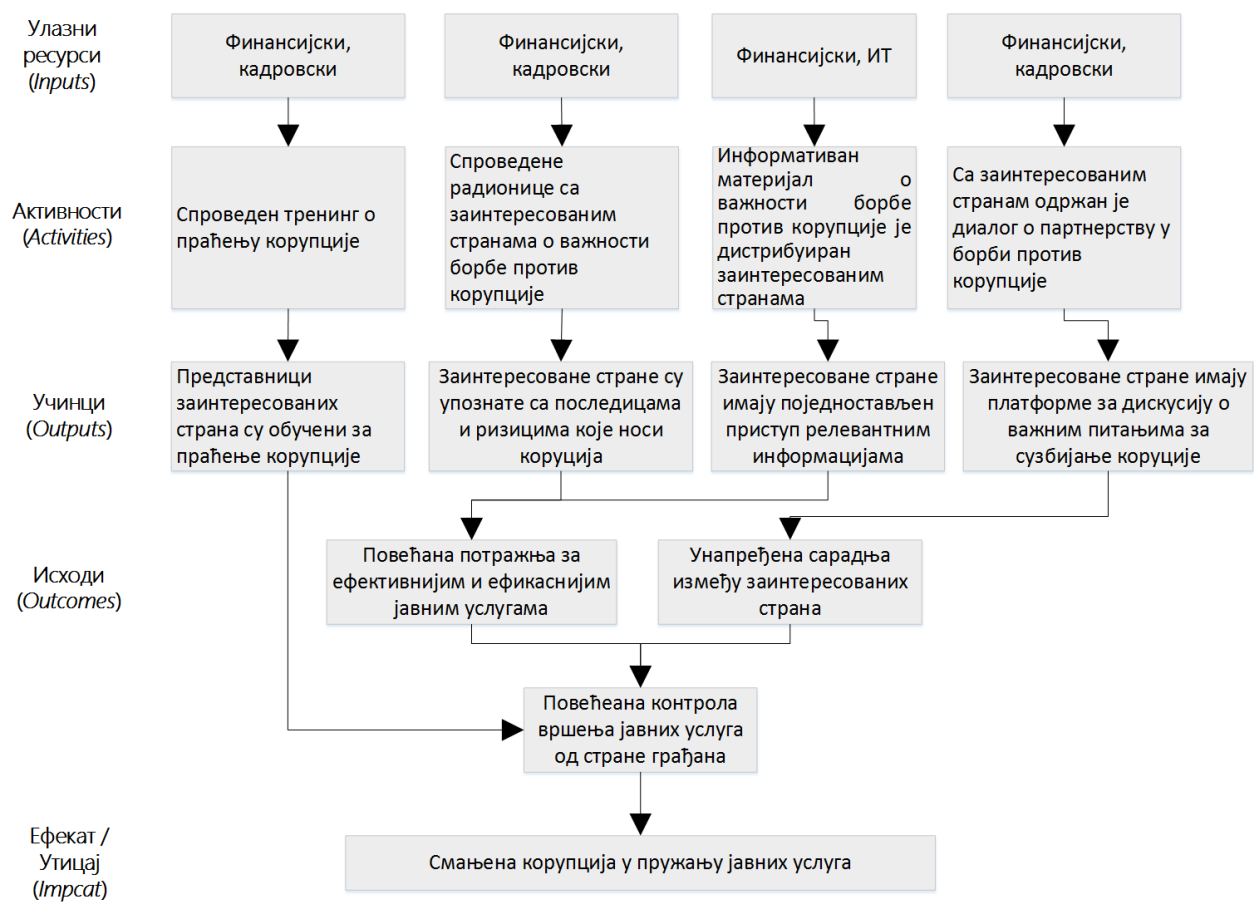 Улазни
ресурси
(Inputs)
Финансијски,
кадровски
Финансијски,
кадровски
Финансијски, ИТ
Финансијски,
кадровски
Активности
(Activities)
Спроведен тренинг о
праћењу корупције
Спроведене
радионице са
заинтересованим
странама о важности
борбе против
корупције
Информативан
материјал о
важности борбе
против корупције је
дистрибуиран
заинтересованим
странама
Са заинтересованим
странам одржан је
диалог о партнерству у
борби против
корупције
Учинци
(Outputs)
Представници
заинтересованих
страна су обучени за
праћење корупције
Заинтересоване стране су
упознате са последицама
и ризицима које носи
коруција
Заинтересоване стране
имају поједностављен
приступ релевантним
информацијама
Заинтересоване стране имају
платформе за дискусију о
важним питањима за
сузбијање коруције
Исходи
(Outcomes)
Повећана потражња за
ефективнијим и ефикаснијим
јавним услугама
Унапређена сарадња
између заинтересованих
страна
Повећеана контрола
вршења јавних услуга
од стране грађана
Ефекат /
Утицај
(Impcat)
Смањена корупција у пружању јавних услуга